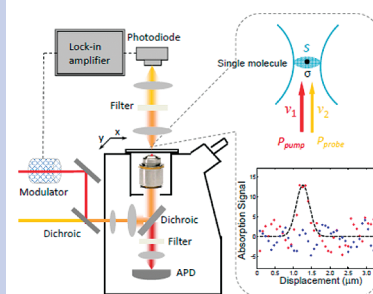 Lock-in
amplifier
Photodiode
Filter
y
x
Modulator
Dichroic
Dichroic
Filter
APD
Single molecule
S
σ
ν1
ν2
Ppump
Pprobe
Absorption Signal
15
10
5
0
-5
0.5 1.0 1.5 2.0 2.5 3.0
Displacement (μm)